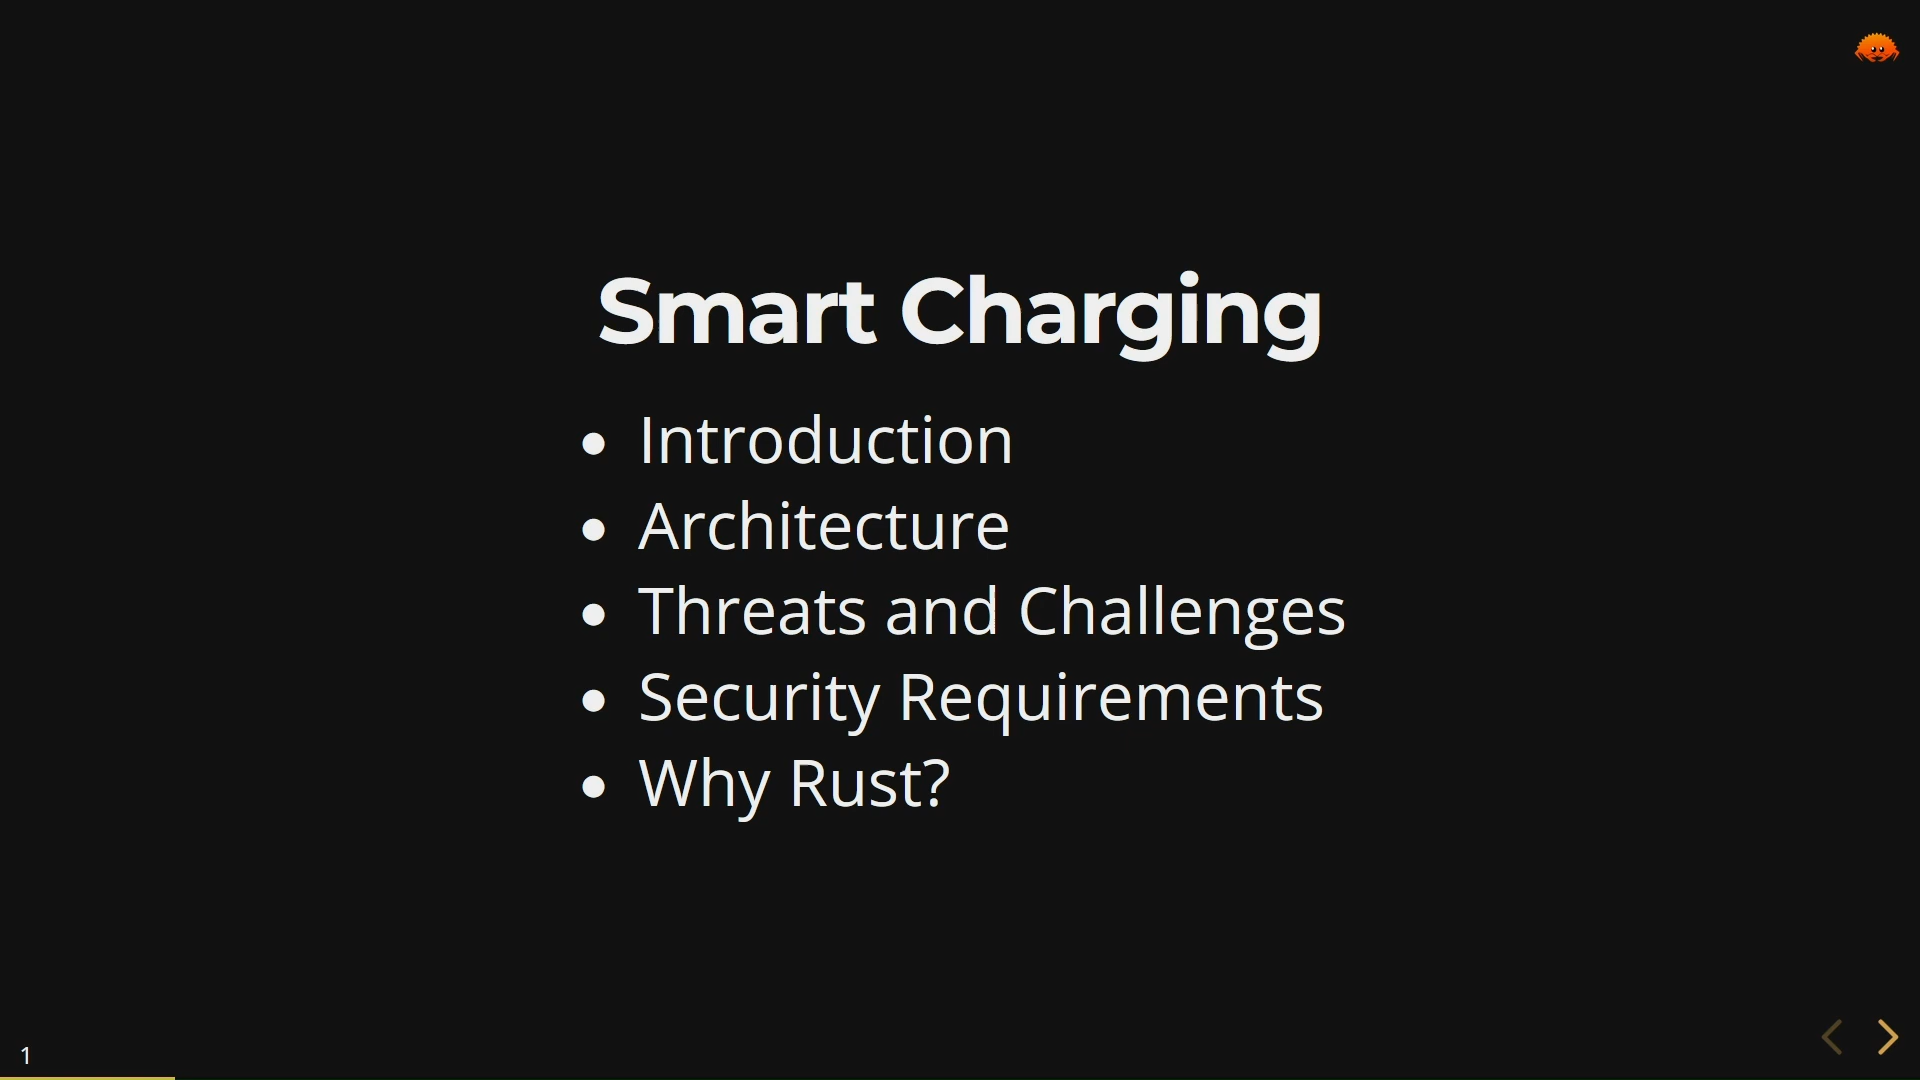 Smart Charging
• Introduction
• Architecture
• Threats and Challenges
• Security Requirements
• Why Rust?
1